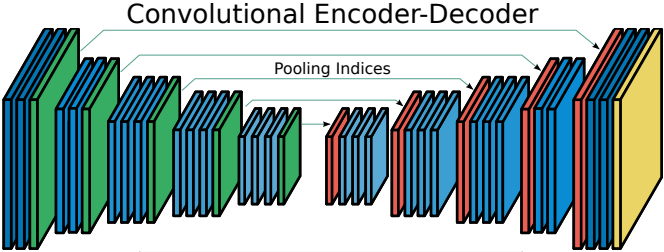 Convolutional Encoder-Decoder
Pooling Indices